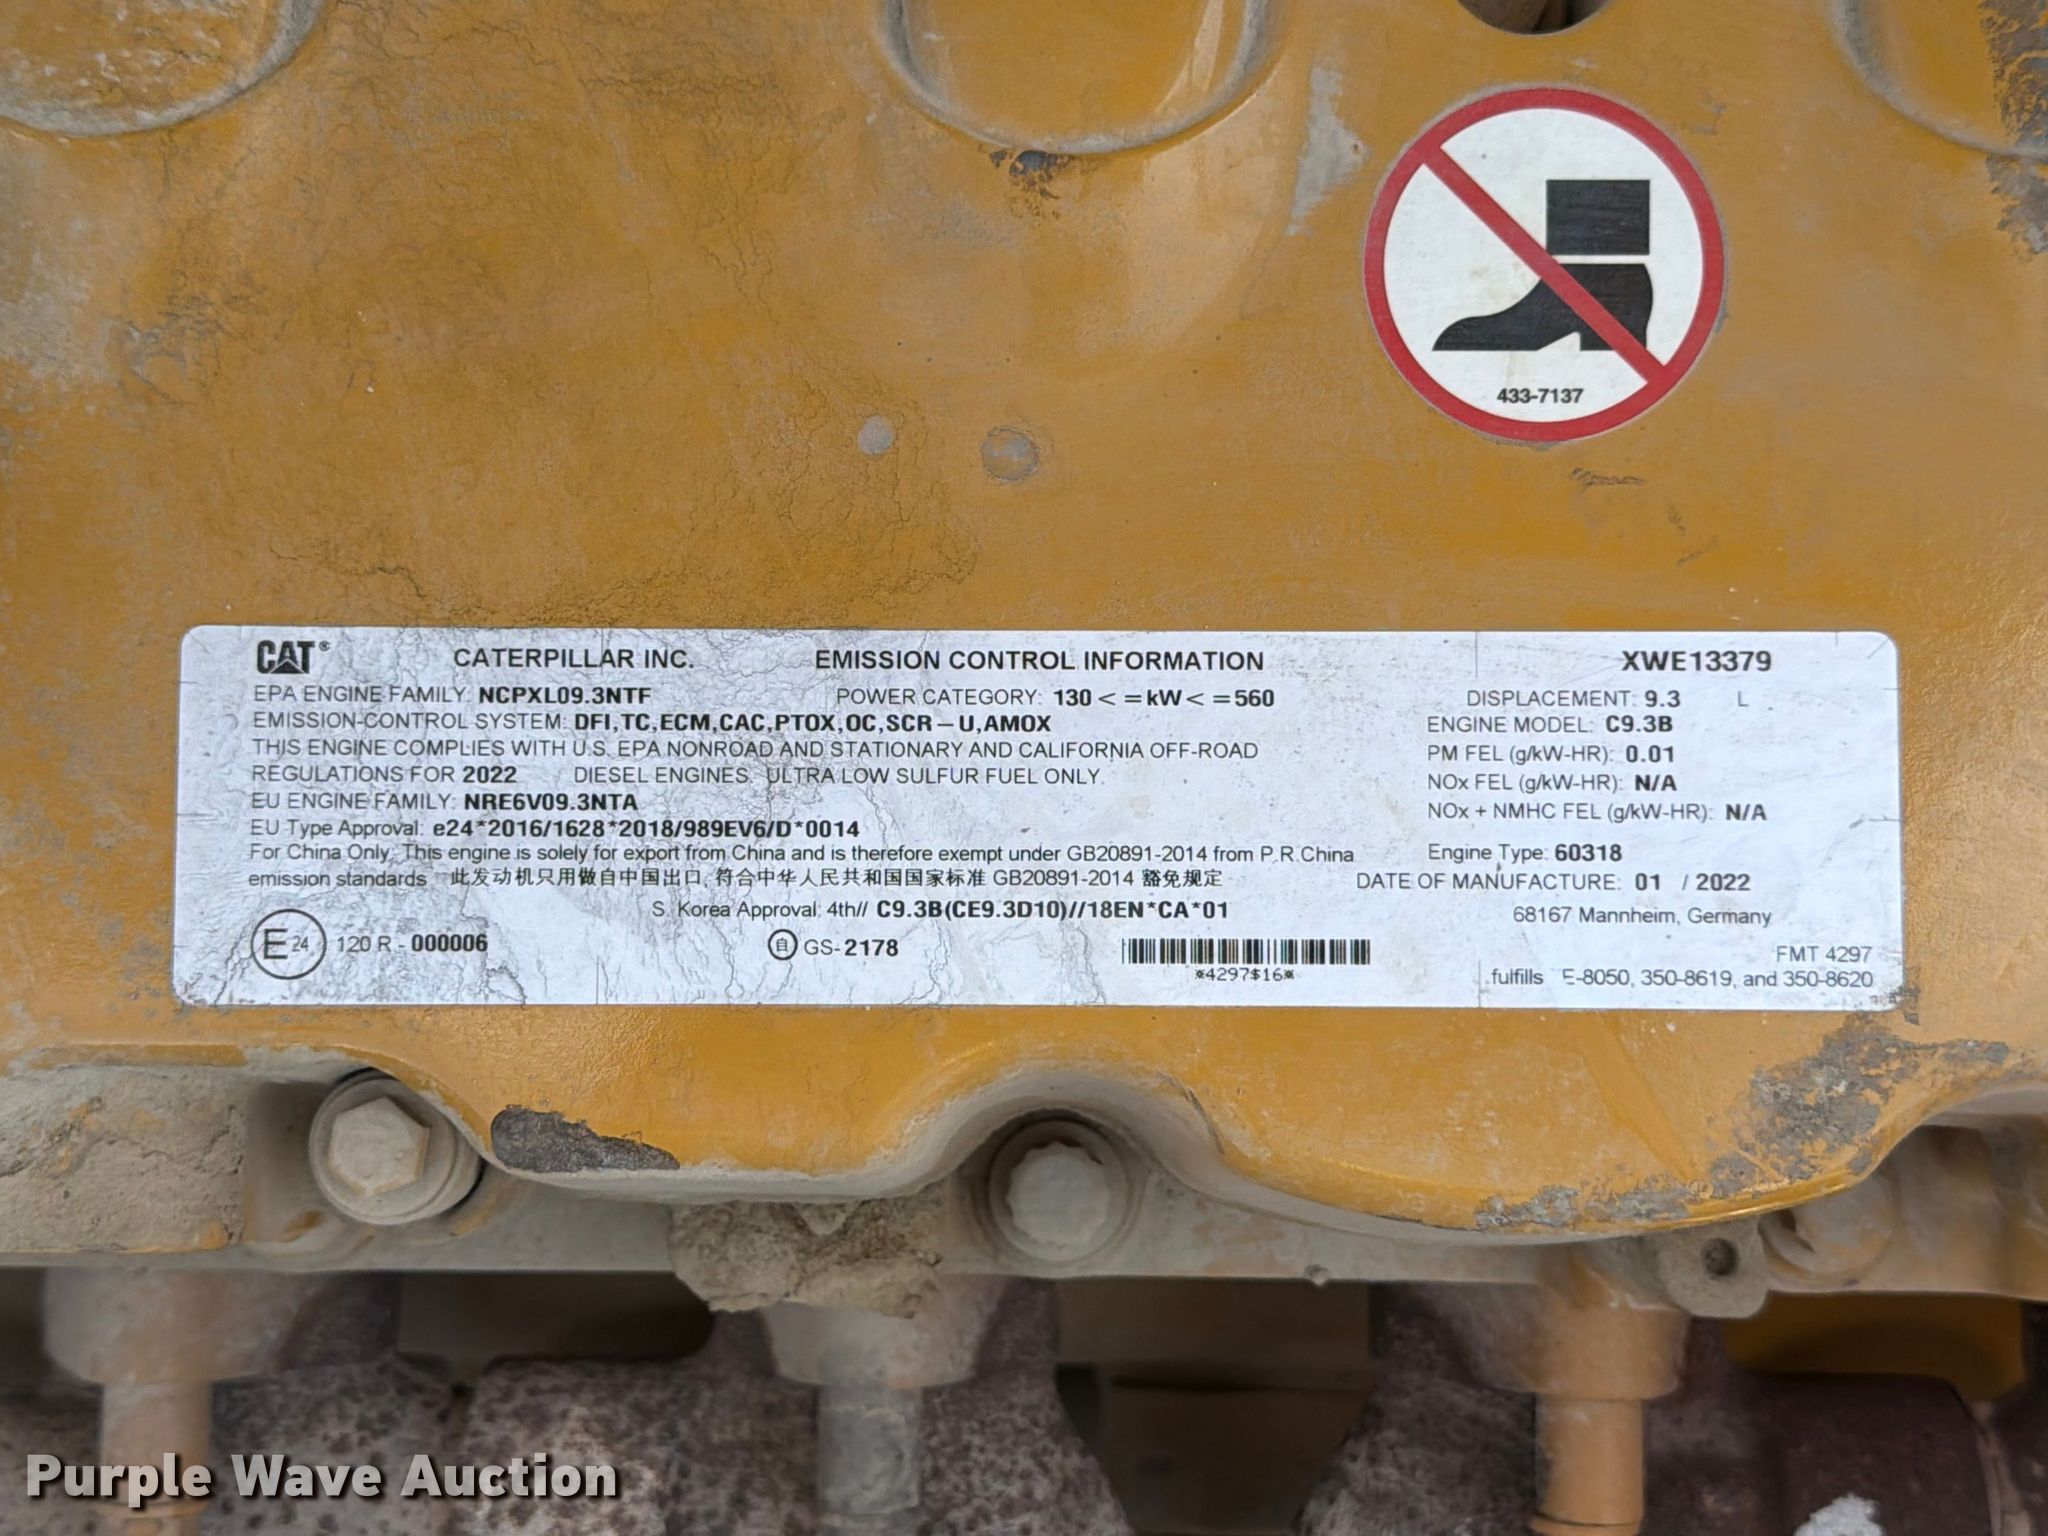 433-7137
CAT® CATERPILLAR INC. EMISSION CONTROL INFORMATION XWE13379
EPA ENGINE FAMILY: NCPXL09.3NTF POWER CATEGORY: 130 < =kW < =560 DISPLACEMENT: 9.3 L
EMISSION-CONTROL SYSTEM: DFI,TC,ECM,CAC,PTOX,OC,SCR-U,AMOX ENGINE MODEL: C9.3B
THIS ENGINE COMPLIES WITH U.S. EPA NONROAD AND STATIONARY AND CALIFORNIA OFF-ROAD PM FEL (g/kW-HR): 0.01
REGULATIONS FOR 2022 DIESEL ENGINES. ULTRA LOW SULFUR FUEL ONLY. NOx FEL (g/kW-HR): N/A
EU ENGINE FAMILY: NRE6V09.3NTA NOx + NMHC FEL (g/kW-HR): N/A
EU Type Approval: e24*2016/1628*2018/989EV6/D*0014
For China Only: This engine is solely for export from China and is therefore exempt under GB20891-2014 from P.R.China Engine Type: 60318
emission standards 此发动机只用做自中国出口, 符合中华人民共和国国家标准 GB20891-2014 豁免规定 DATE OF MANUFACTURE: 01 / 2022
S. Korea Approval: 4th// C9.3B(CE9.3D10)//18EN*CA*01 68167 Mannheim, Germany
E 24 120 R - 000006 自 GS-2178 FMT 4297
*4297$16* fulfills E-8050, 350-8619, and 350-8620
Purple Wave Auction